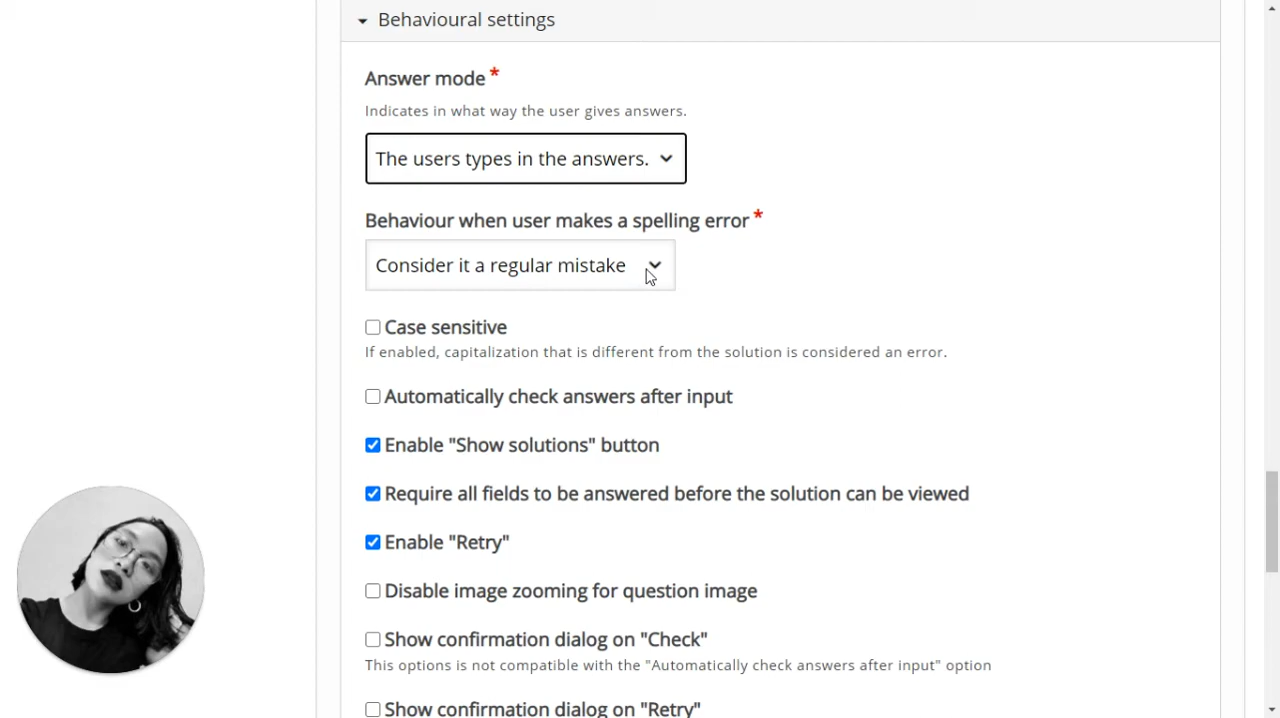 Behavioural settings
Answer mode *
Indicates in what way the user gives answers.
The users types in the answers.
Behaviour when user makes a spelling error *
Consider it a regular mistake
Case sensitive
If enabled, capitalization that is different from the solution is considered an error.
Automatically check answers after input
Enable "Show solutions" button
Require all fields to be answered before the solution can be viewed
Enable "Retry"
Disable image zooming for question image
Show confirmation dialog on "Check"
This options is not compatible with the "Automatically check answers after input" option
Show confirmation dialog on "Retry"